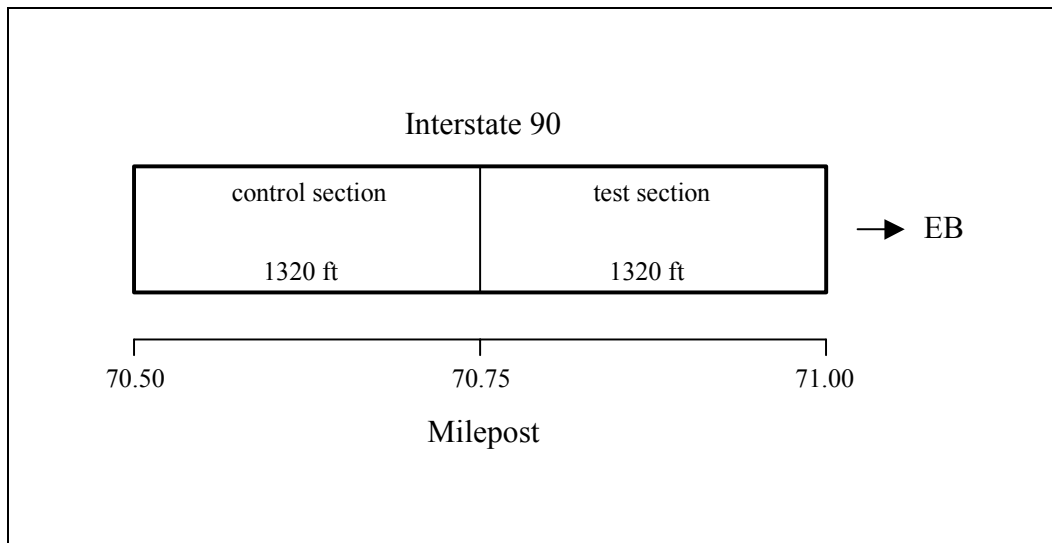 Interstate 90
control section
test section
EB
1320 ft
1320 ft
70.50
70.75
71.00
Milepost